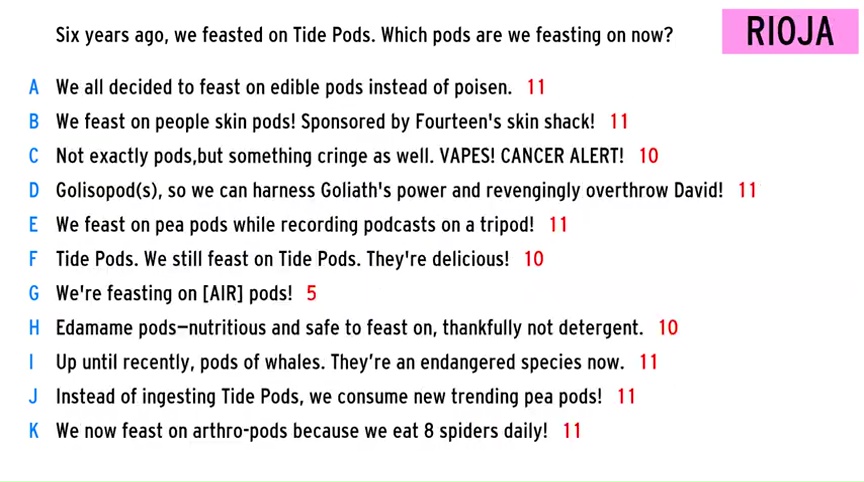 Six years ago, we feasted on Tide Pods. Which pods are we feasting on now?
RIOJA
A We all decided to feast on edible pods instead of poisen. 11
B We feast on people skin pods! Sponsored by Fourteen's skin shack! 11
C Not exactly pods,but something cringe as well. VAPES! CANCER ALERT! 10
D Golisopod(s), so we can harness Goliath's power and revengingly overthrow David! 11
E We feast on pea pods while recording podcasts on a tripod! 11
F Tide Pods. We still feast on Tide Pods. They're delicious! 10
G We're feasting on [AIR] pods! 5
H Edamame pods—nutritious and safe to feast on, thankfully not detergent. 10
I Up until recently, pods of whales. They’re an endangered species now. 11
J Instead of ingesting Tide Pods, we consume new trending pea pods! 11
K We now feast on arthro-pods because we eat 8 spiders daily! 11